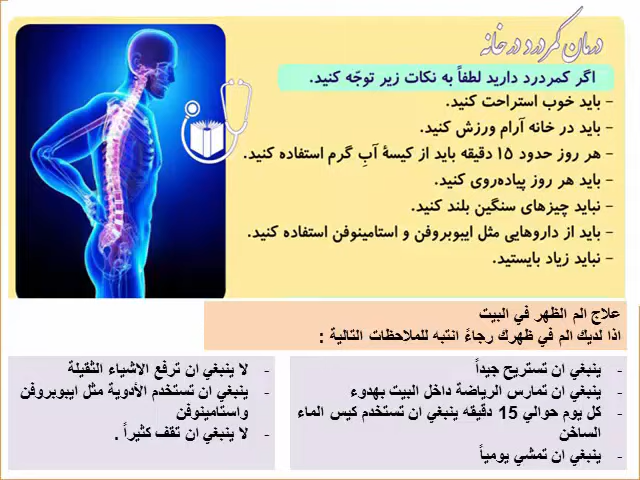 درمان کمردرد در خانه
اگر کمردرد دارید لطفاً به نکات زیر توجّه کنید.
– باید خوب استراحت کنید.
– باید در خانه آرام ورزش کنید.
– هر روز حدود ۱۵ دقیقه باید از کیسهٔ آبِ گرم استفاده کنید.
– باید هر روز پیاده‌روی کنید.
– نباید چیزهای سنگین بلند کنید.
– باید از داروهایی مثل ایبوبروفن و استامینوفن استفاده کنید.
– نباید زیاد بایستید.
علاج الم الظهر في البيت
اذا لديك الم في ظهرك رجاءً انتبه للملاحظات التالية :
- ينبغي ان تستريح جيداً
- ينبغي ان تمارس الرياضة داخل البيت بهدوء
- كل يوم حوالي 15 دقيقه ينبغي ان تستخدم كيس الماء
الساخن
- ينبغي ان تمشي يومياً
- لا ينبغي ان ترفع الاشياء الثقيلة
- ينبغي ان تستخدم الأدوية مثل ايبوبروفن
واستامينوفن
- لا ينبغي ان تقف كثيراً .